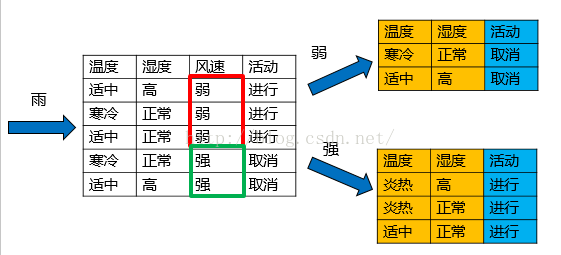 雨
温度 湿度 风速 活动
适中 高 弱 进行
寒冷 正常 弱 进行
适中 正常 弱 进行
寒冷 正常 强 取消
适中 高 强 取消
弱
温度 湿度 活动
寒冷 正常 取消
适中 高 取消
强
温度 湿度 活动
炎热 高 进行
炎热 正常 进行
适中 正常 进行
http://blog.csdn.net/